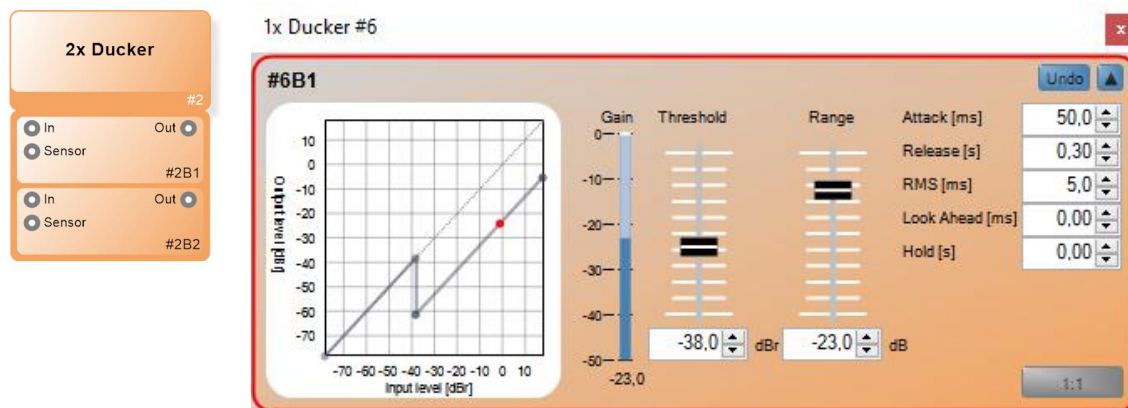 2x Ducker
#2
In Out
Sensor
#2B1
In Out
Sensor
#2B2
1x Ducker #6
x
#6B1
Undo
Output level [dBr]
10
0
-10
-20
-30
-40
-50
-60
-70
-70 -60 -50 -40 -30 -20 -10 0 10
Input level [dBr]
Gain
0
-10
-20
-30
-40
-50
-23,0
Threshold
-38,0 dBr
Range
-23,0 dB
Attack [ms] 50,0
Release [s] 0,30
RMS [ms] 5,0
Look Ahead [ms] 0,00
Hold [s] 0,00
1:1